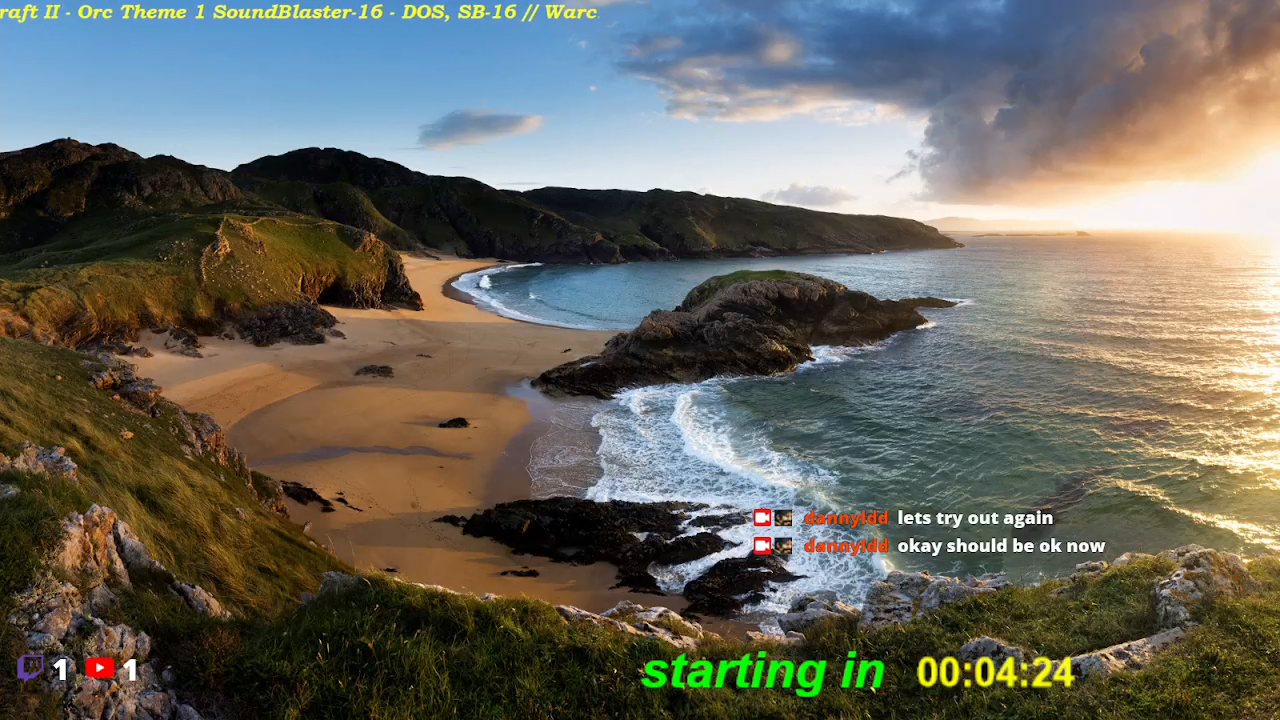 raft II - Orc Theme 1 SoundBlaster-16 - DOS, SB-16 // Warc
dannyldd lets try out again
dannyldd okay should be ok now
1 1
starting in 00:04:24